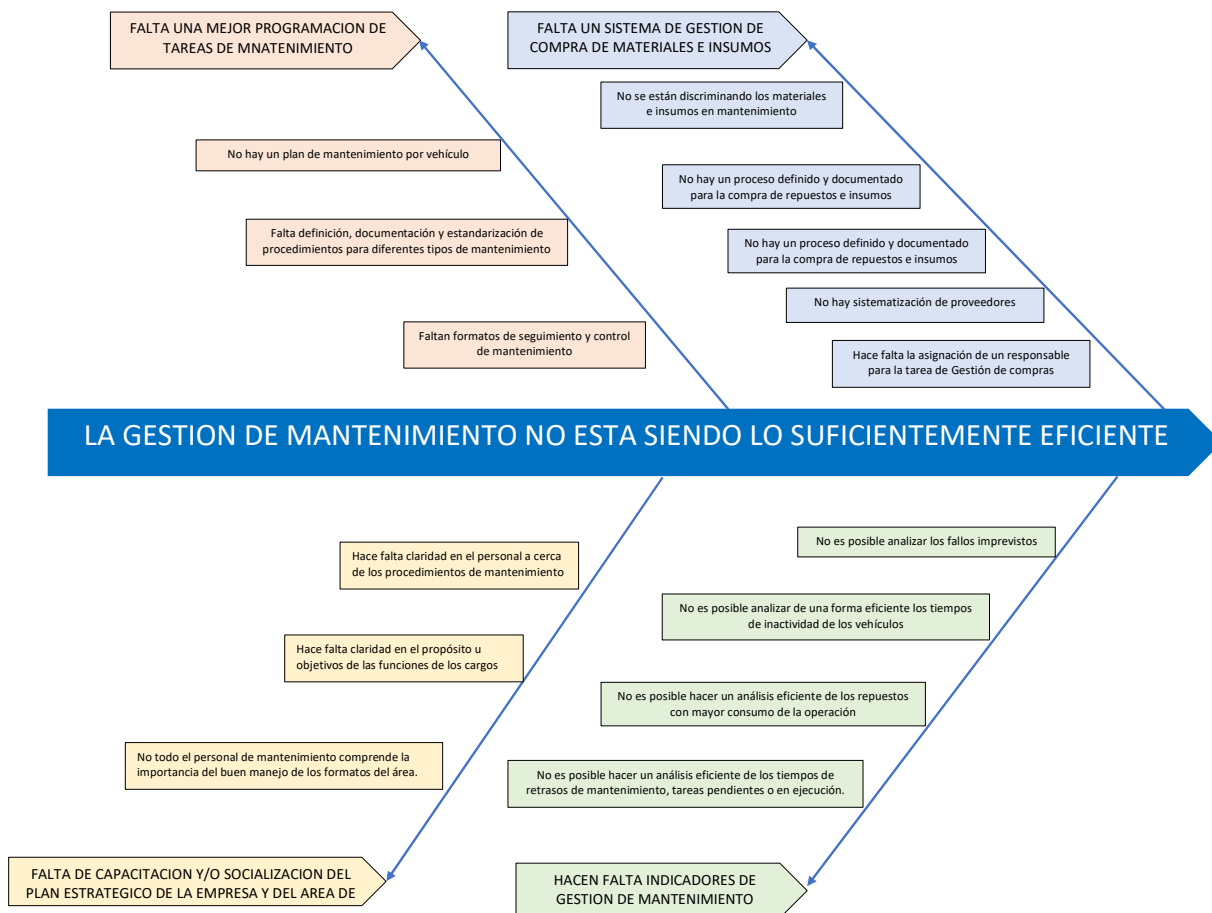 FALTA UNA MEJOR PROGRAMACION DE
TAREAS DE MNATENIMIENTO
FALTA UN SISTEMA DE GESTION DE
COMPRA DE MATERIALES E INSUMOS
No se están discriminando los materiales
e insumos en mantenimiento
No hay un plan de mantenimiento por vehículo
No hay un proceso definido y documentado
para la compra de repuestos e insumos
Falta definición, documentación y estandarización de
procedimientos para diferentes tipos de mantenimiento
No hay un proceso definido y documentado
para la compra de repuestos e insumos
No hay sistematización de proveedores
Faltan formatos de seguimiento y control
de mantenimiento
Hace falta la asignación de un responsable
para la tarea de Gestión de compras
LA GESTION DE MANTENIMIENTO NO ESTA SIENDO LO SUFICIENTEMENTE EFICIENTE
Hace falta claridad en el personal a cerca
de los procedimientos de mantenimiento
No es posible analizar los fallos imprevistos
No es posible analizar de una forma eficiente los tiempos
de inactividad de los vehículos
Hace falta claridad en el propósito u
objetivos de las funciones de los cargos
No es posible hacer un análisis eficiente de los repuestos
con mayor consumo de la operación
No todo el personal de mantenimiento comprende la
importancia del buen manejo de los formatos del área.
No es posible hacer un análisis eficiente de los tiempos de
retrasos de mantenimiento, tareas pendientes o en ejecución.
FALTA DE CAPACITACION Y/O SOCIALIZACION DEL
PLAN ESTRATEGICO DE LA EMPRESA Y DEL AREA DE
HACEN FALTA INDICADORES DE
GESTION DE MANTENIMIENTO